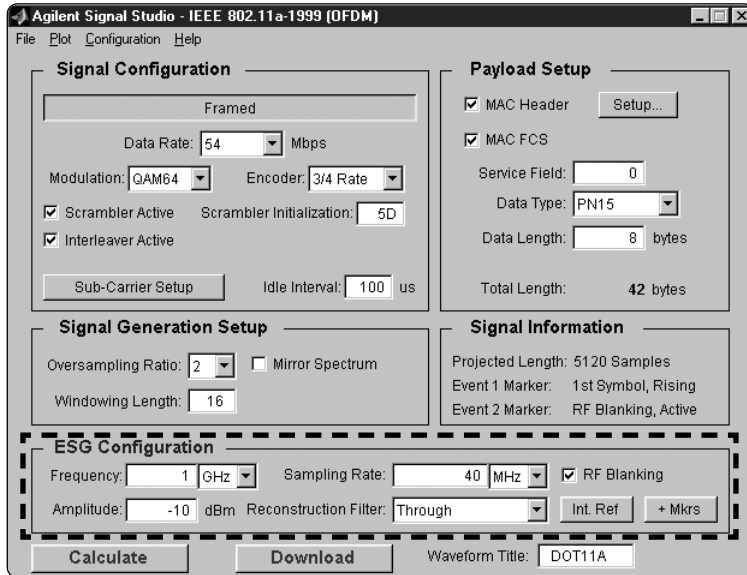 Agilent Signal Studio - IEEE 802.11a-1999 (OFDM)
File Plot Configuration Help
Signal Configuration
Framed
Data Rate: 54 Mbps
Modulation: QAM64 Encoder: 3/4 Rate
Scrambler Active Scrambler Initialization: 5D
Interleaver Active
Sub-Carrier Setup Idle Interval: 100 us
Payload Setup
MAC Header Setup...
MAC FCS
Service Field: 0
Data Type: PN15
Data Length: 8 bytes
Total Length: 42 bytes
Signal Generation Setup
Oversampling Ratio: 2 Mirror Spectrum
Windowing Length: 16
Signal Information
Projected Length: 5120 Samples
Event 1 Marker: 1st Symbol, Rising
Event 2 Marker: RF Blanking, Active
ESG Configuration
Frequency: 1 GHz Sampling Rate: 40 MHz RF Blanking
Amplitude: -10 dBm Reconstruction Filter: Through Int. Ref + Mkrs
Calculate Download Waveform Title: DOT11A